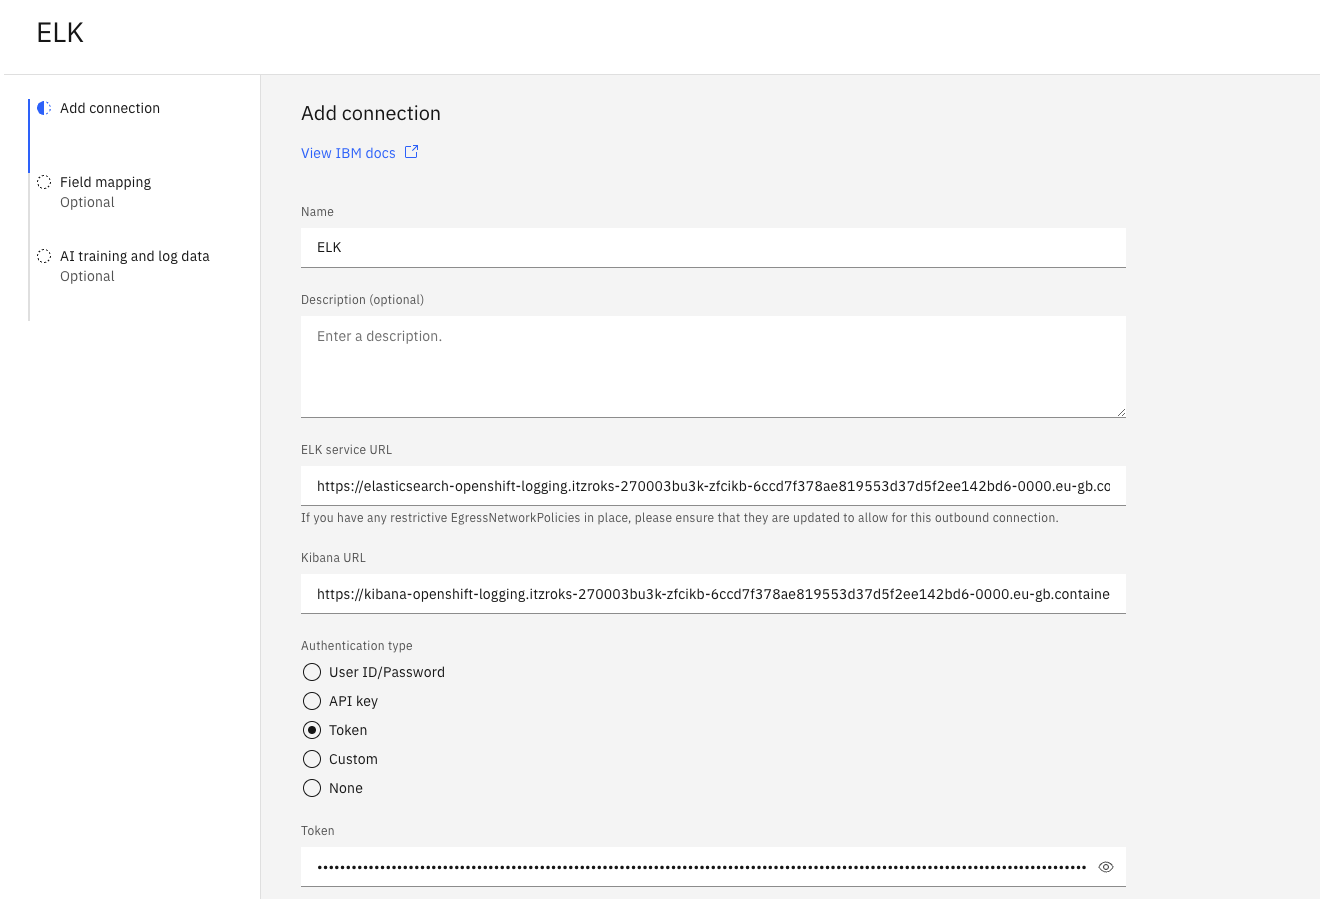 ELK
Add connection
Field mapping
Optional
AI training and log data
Optional
Add connection
View IBM docs
Name
ELK
Description (optional)
Enter a description.
ELK service URL
https://elasticsearch-openshift-logging.itzroks-270003bu3k-zfcikb-6ccd7f378ae819553d37d5f2ee142bd6-0000.eu-gb.co
If you have any restrictive EgressNetworkPolicies in place, please ensure that they are updated to allow for this outbound connection.
Kibana URL
https://kibana-openshift-logging.itzroks-270003bu3k-zfcikb-6ccd7f378ae819553d37d5f2ee142bd6-0000.eu-gb.containe
Authentication type
User ID/Password
API key
Token
Custom
None
Token